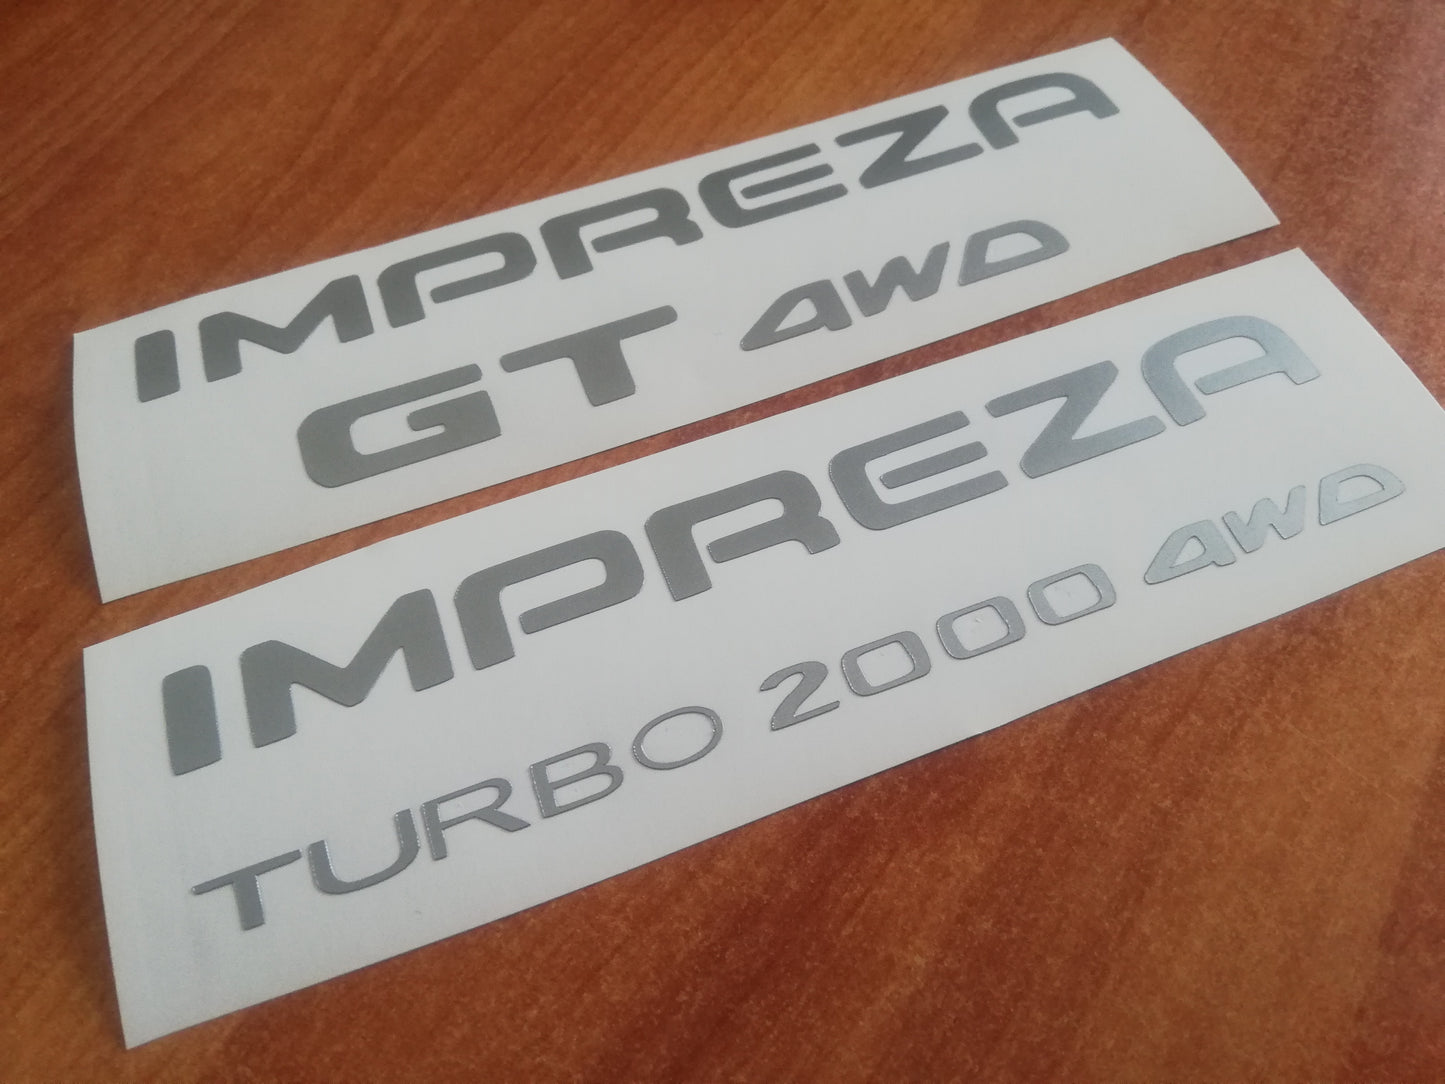 IMPREZA
GT 4WD
IMPREZA
TURBO 2000 4WD